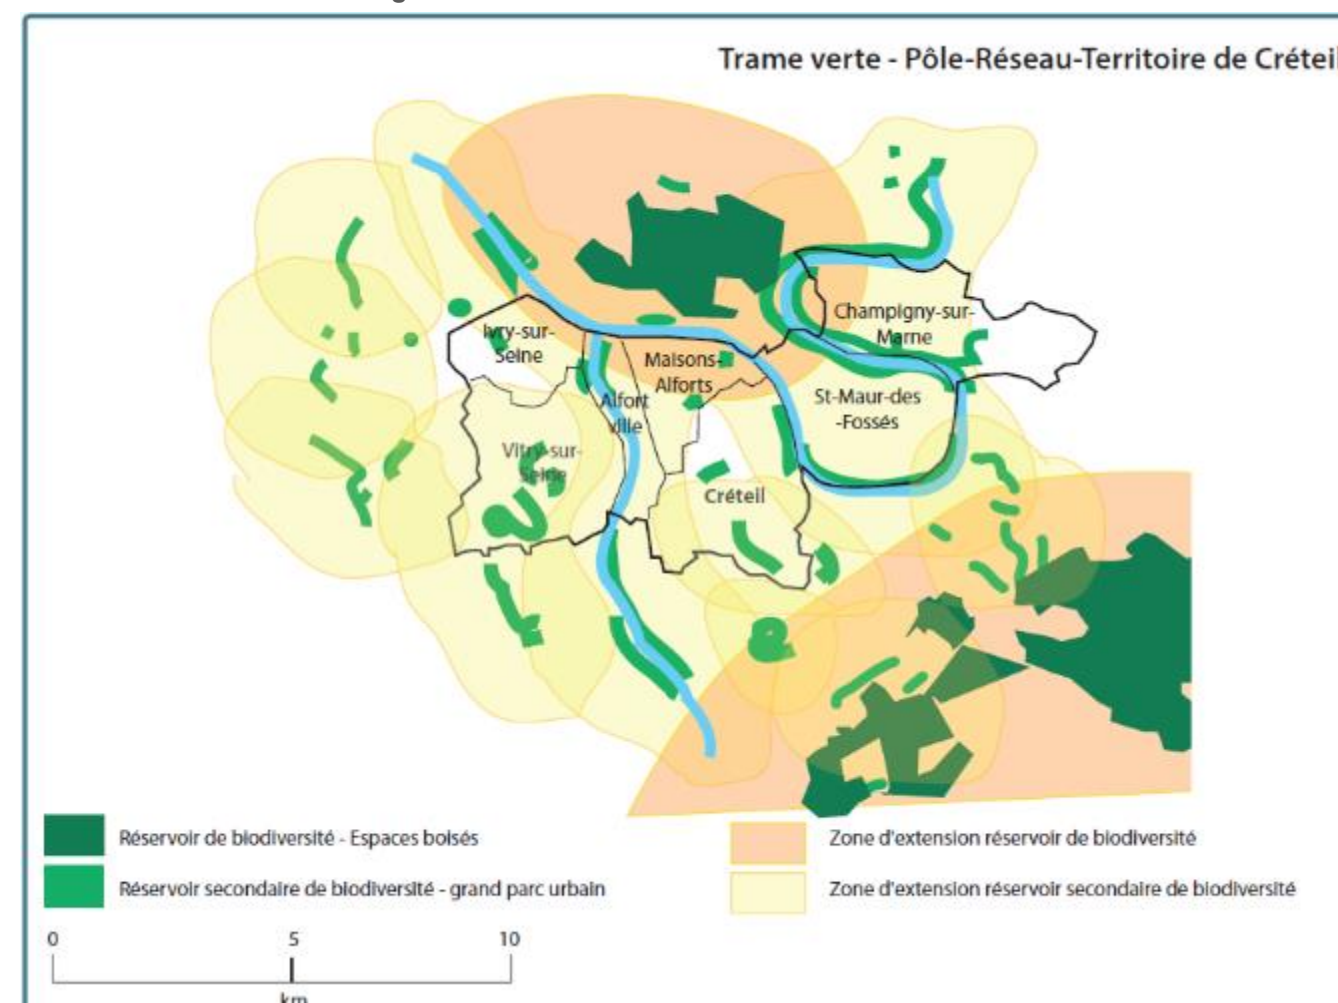 Trame verte - Pôle-Réseau-Territoire de Créteil
Ivry-sur-
Seine
Maisons-
Alforts
Champigny-sur-
Marne
Alfort
ville
St-Maur-des
-Fossés
Vitry-sur-
Seine
Créteil
Réservoir de biodiversité - Espaces boisés
Réservoir secondaire de biodiversité - grand parc urbain
Zone d'extension réservoir de biodiversité
Zone d'extension réservoir secondaire de biodiversité
0 5 10
km